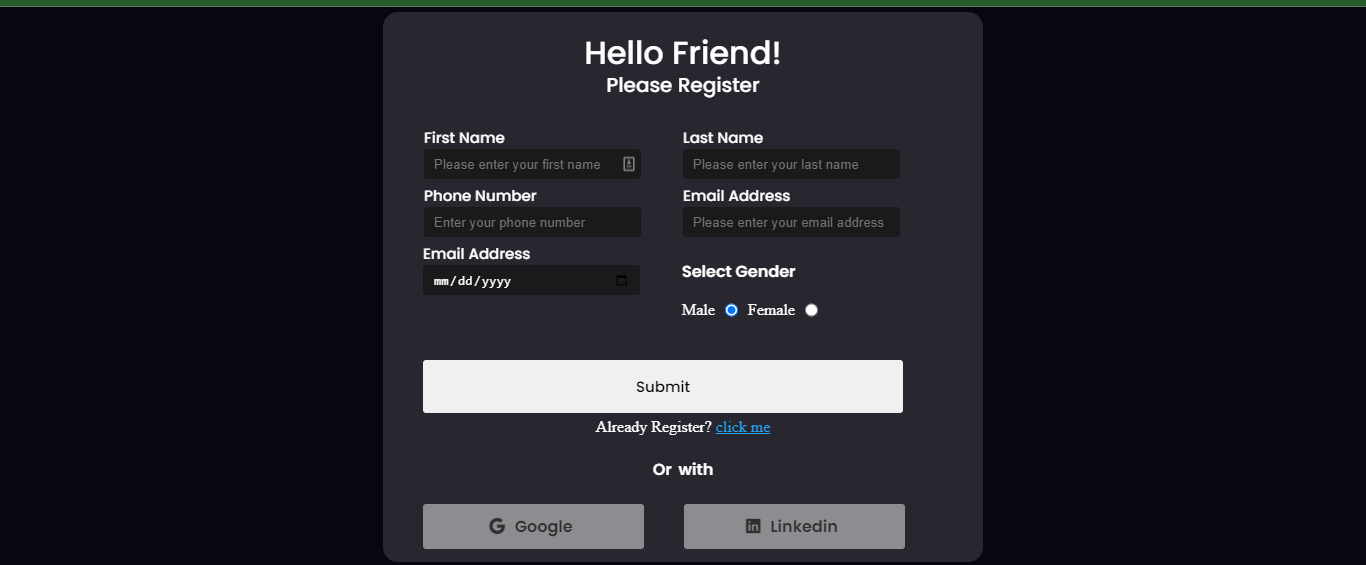 Hello Friend!
Please Register
First Name
Last Name
Please enter your first name
Please enter your last name
Phone Number
Email Address
Enter your phone number
Please enter your email address
Email Address
mm/dd/yyyy
Select Gender
Male Female
Submit
Already Register? click me
Or with
Google
Linkedin